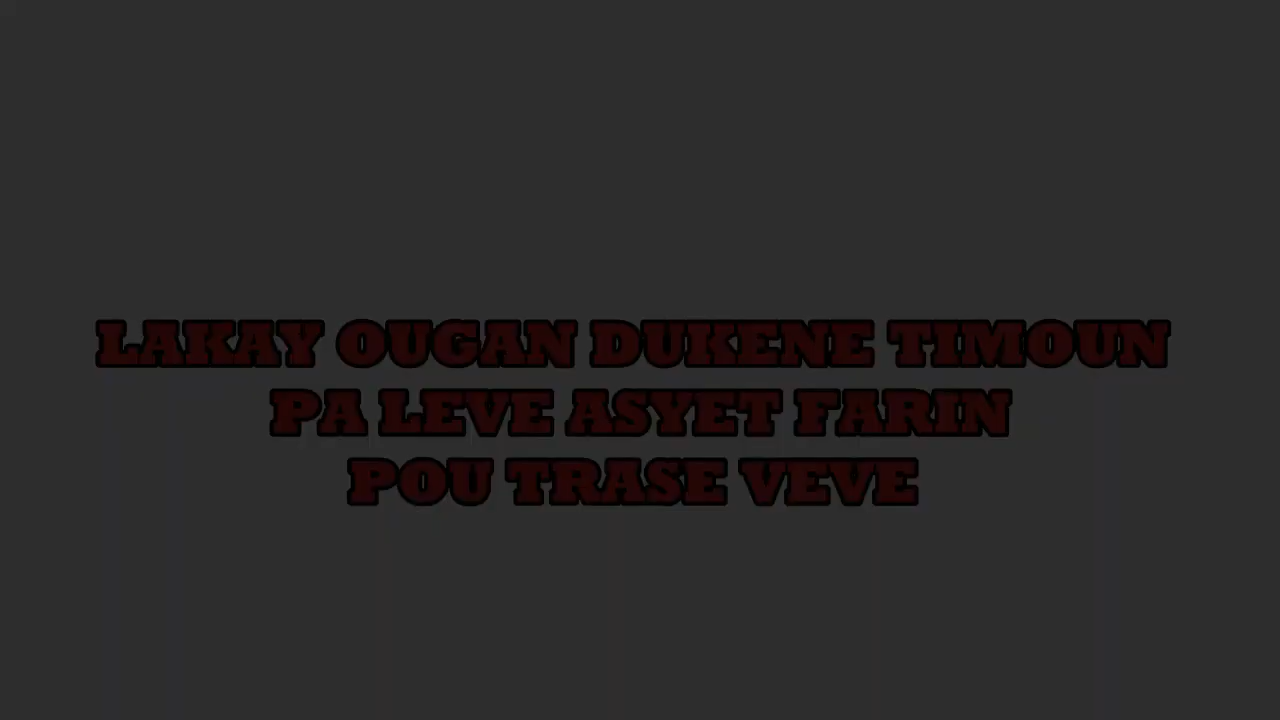 LAKAY OUGAN DUKENE TIMOUN
PA LEVE ASYET FARIN
POU TRASE VEVE